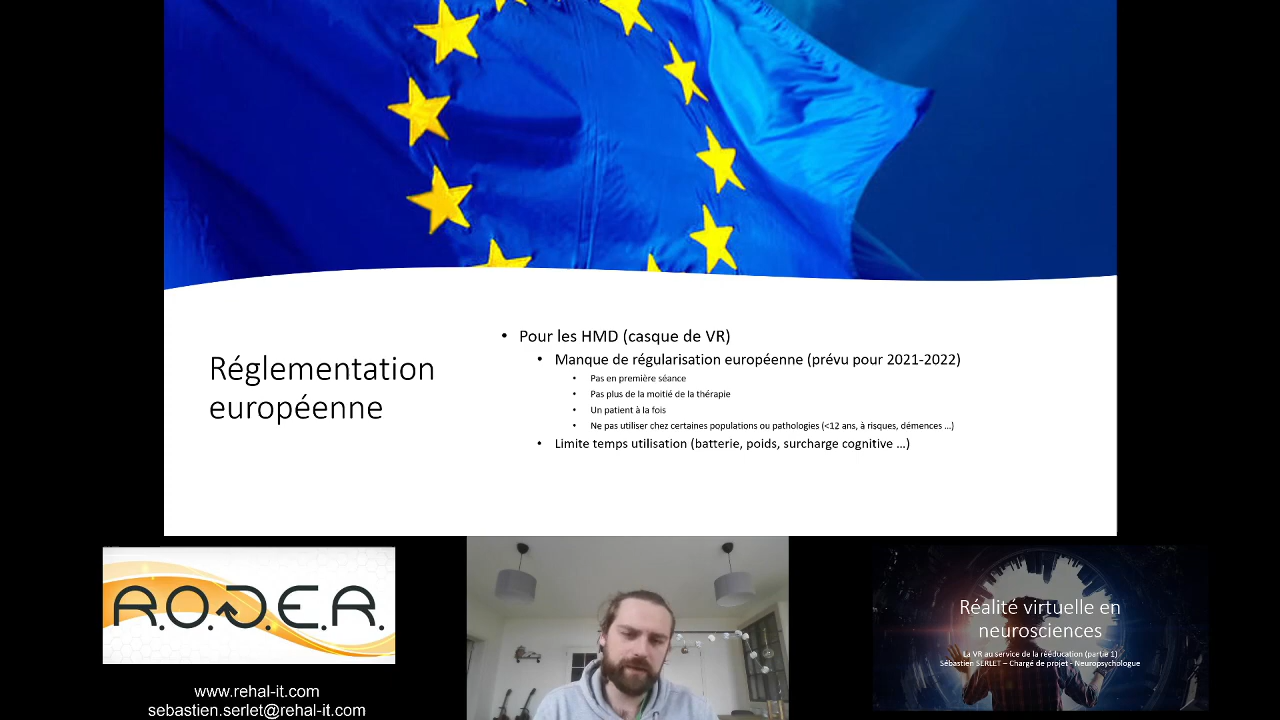 Réglementation
européenne
• Pour les HMD (casque de VR)
• Manque de régularisation européenne (prévu pour 2021-2022)
• Pas en première séance
• Pas plus de la moitié de la thérapie
• Un patient à la fois
• Ne pas utiliser chez certaines populations ou pathologies (<12 ans, à risques, démences ...)
• Limite temps utilisation (batterie, poids, surcharge cognitive ...)
R.O.D.E.R.
www.rehal-it.com
sebastien.serlet@rehal-it.com
Réalité virtuelle en
neurosciences
La VR au service de la rééducation (partie 1)
Sébastien SERLET – Chargé de projet - Neuropsychologue